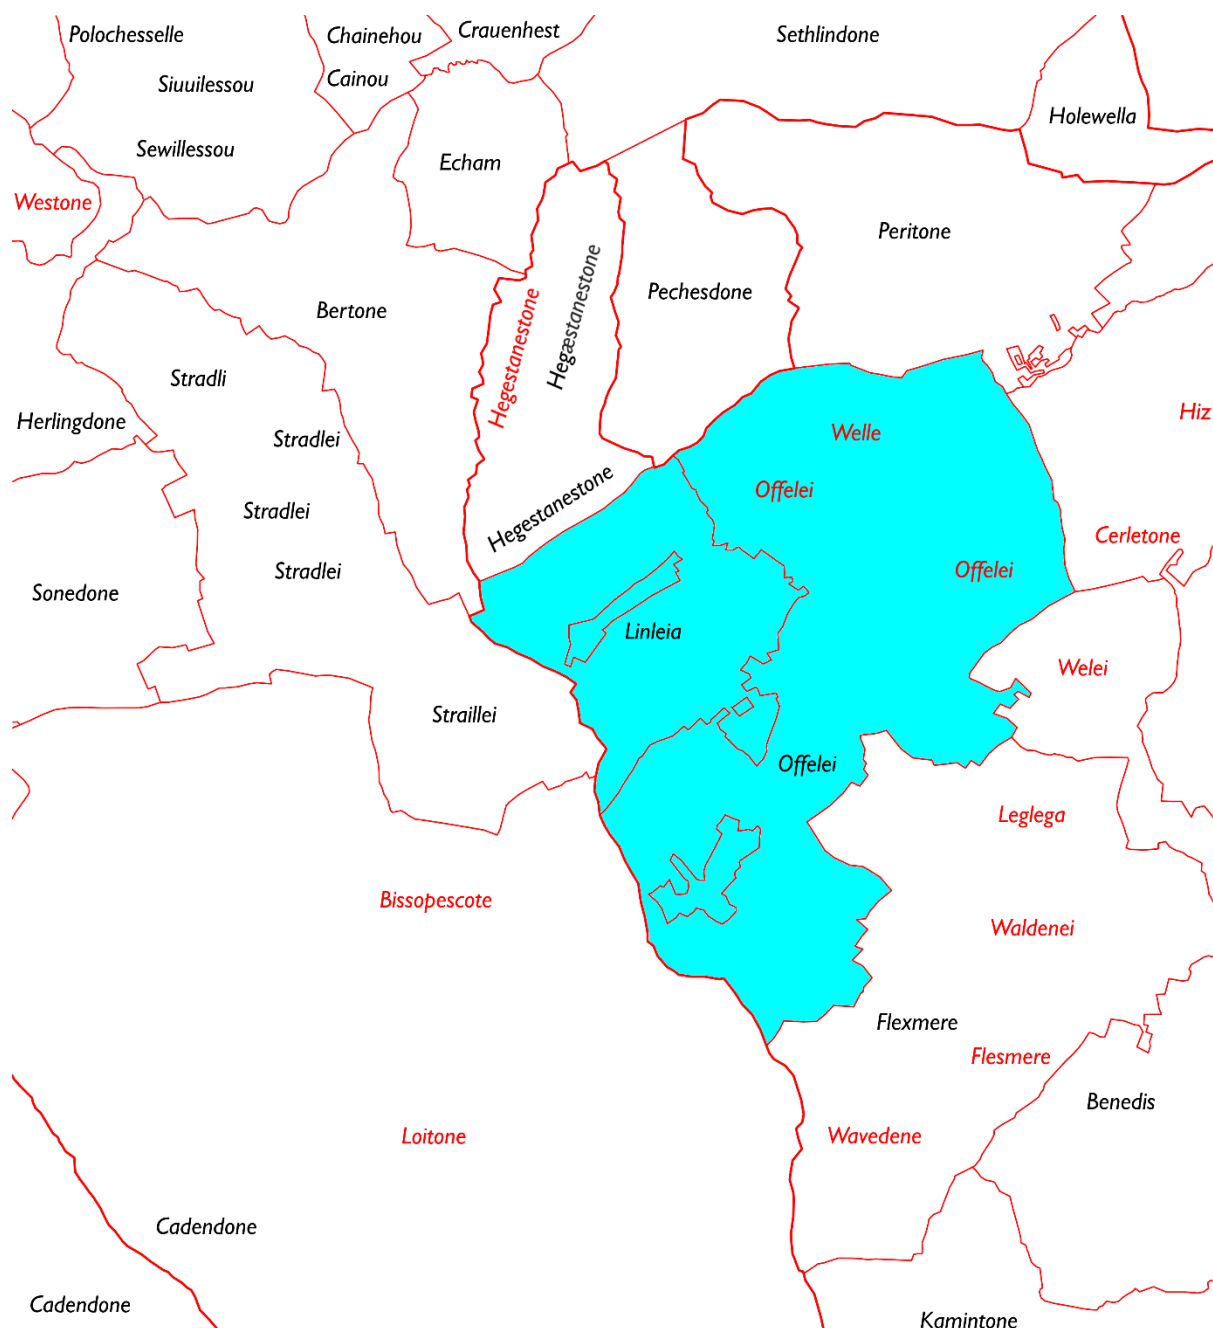 Polochesselle
Chainehou
Crauenhest
Sethlindone
Siuuilessou
Cainou
Holewella
Sewillessou
Echam
Westone
Peritone
Bertone
Hegæstanestone
Hegestanestone
Pechesdone
Stradli
Herlingdone
Stradlei
Welle
Hiz
Offelei
Hegestanestone
Stradlei
Cerletone
Stradlei
Offelei
Sonedone
Linleia
Welei
Straillei
Offelei
Leglega
Bissopescote
Waldenei
Flexmere
Flesmere
Benedis
Loitone
Wavedene
Cadendone
Cadendone
Kamintone